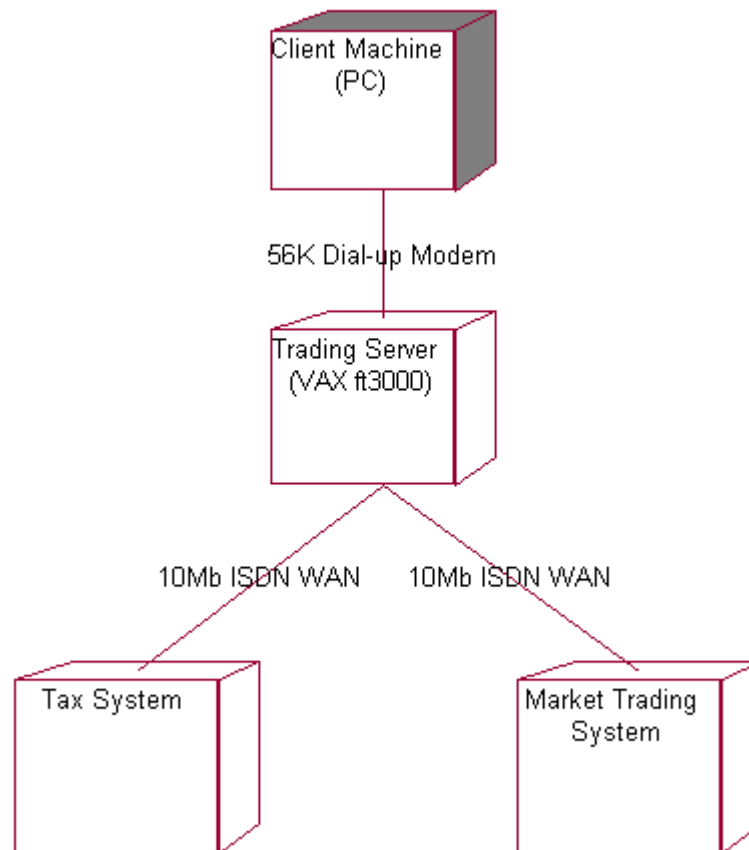 Client Machine
(PC)
56K Dial-up Modem
Trading Server
(VAX ft3000)
10Mb ISDN WAN
10Mb ISDN WAN
Tax System
Market Trading
System